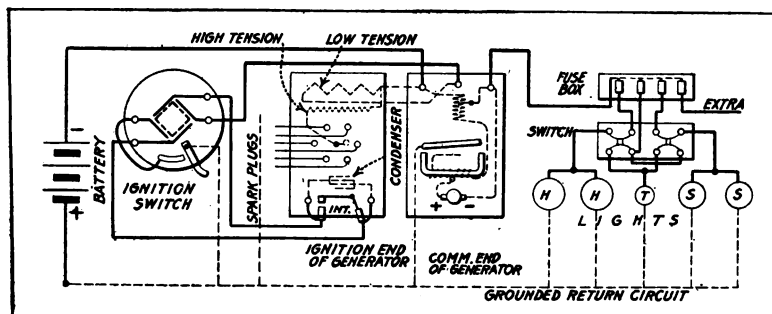 HIGH TENSION
LOW TENSION
FUSE
BOX
EXTRA
SWITCH
-
BATTERY
+
IGNITION
SWITCH
SPARK PLUGS
CONDENSER
INT.
+ -
H H T S S
LIGHTS
IGNITION END
OF GENERATOR
COMM. END
OF GENERATOR
GROUNDED RETURN CIRCUIT